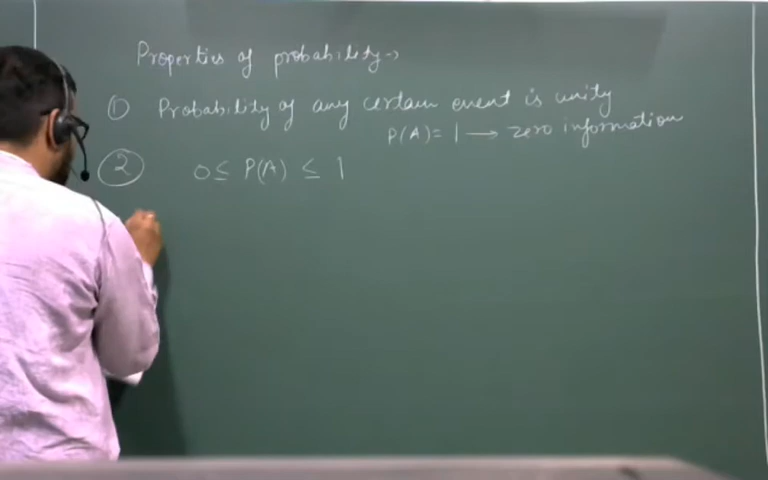 Properties of probability →
① Probability of any certain event is unity
P(A) = 1 → zero information
② 0 ≤ P(A) ≤ 1